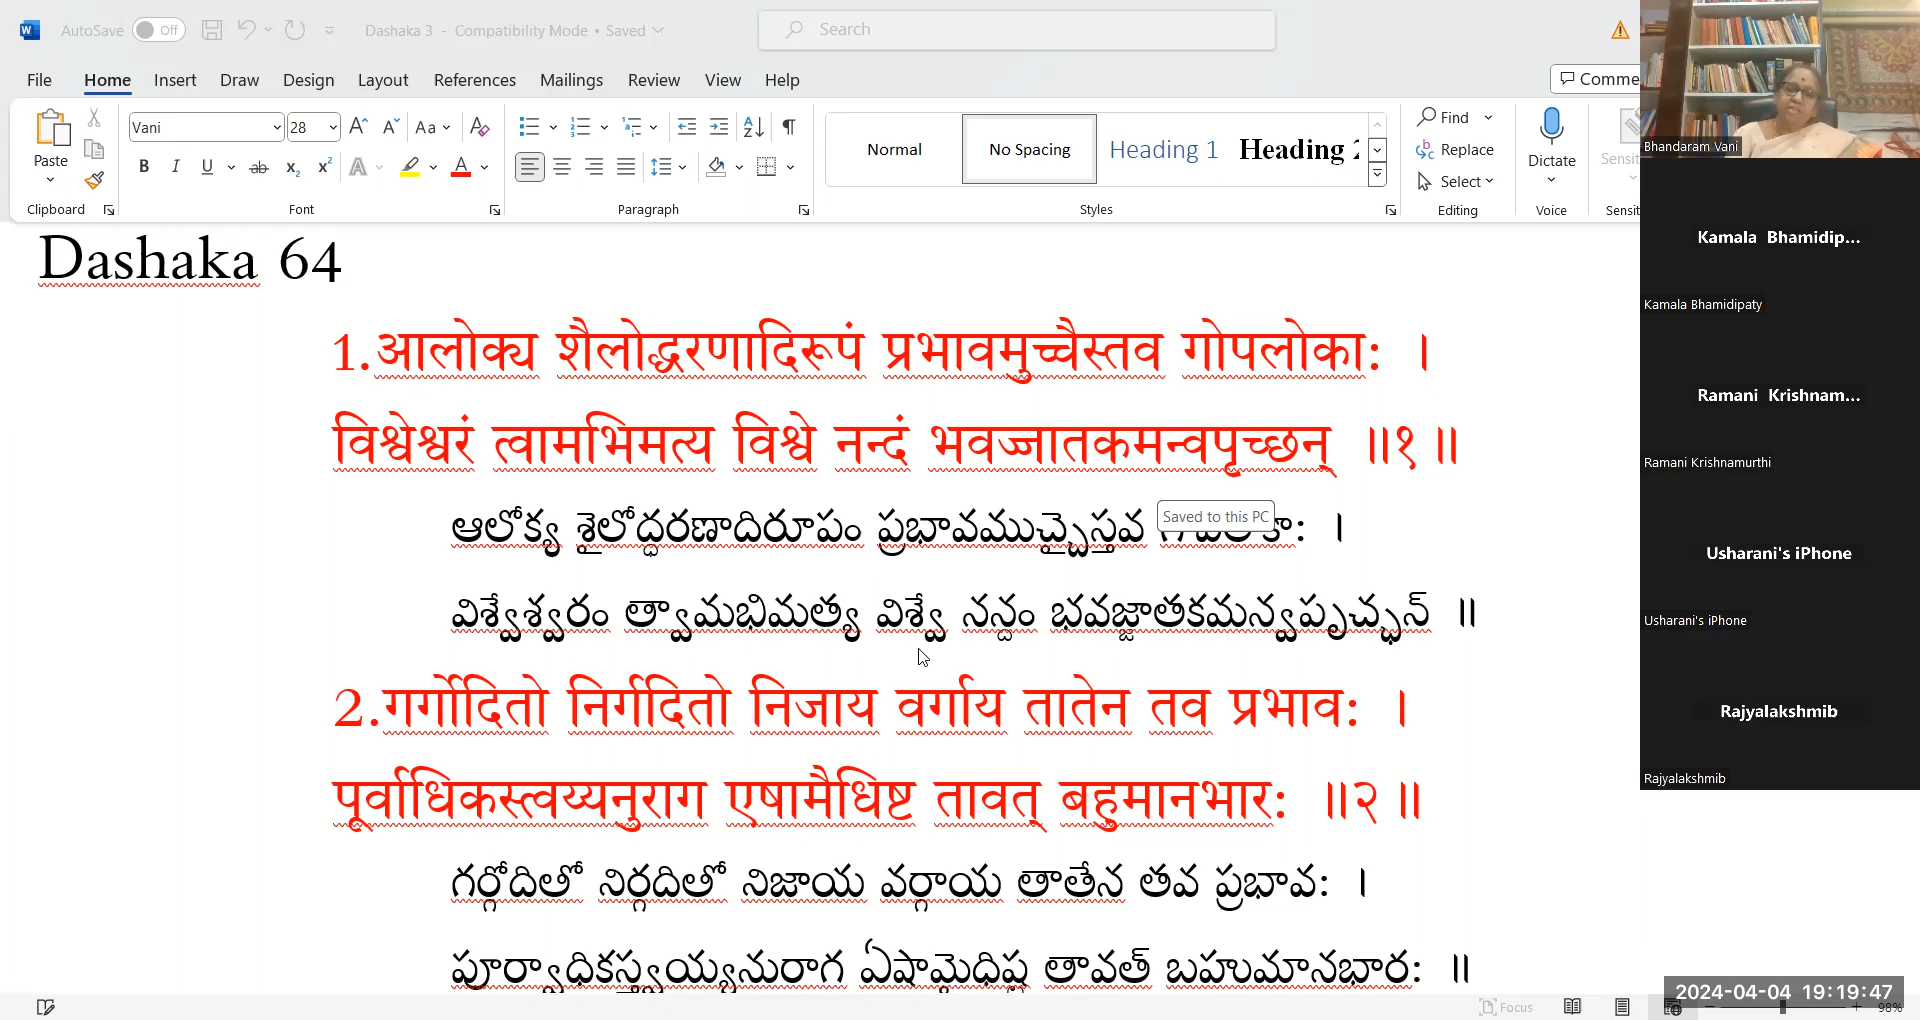 AutoSave Off Dashaka 3 - Compatibility Mode • Saved Search
File Home Insert Draw Design Layout References Mailings Review View Help Comme
Paste Vani 28 Aa Find
Normal No Spacing Heading 1 Heading Replace Dictate
B I U ab x₂ x² A A Select
Clipboard Font Paragraph Styles Editing Voice
Bhandaram Vani
Dashaka 64
1.आलोक्य शैलोद्धरणादिरूपं प्रभावमुच्चैस्तव गोपलोका: ।
विश्वेश्वरं त्वामभिमत्य विश्वे नन्दं भवज्जातकमन्वपृच्छन् ॥१॥
ఆలోక్య శైలోద్ధరణాదిరూపం ప్రభావముచ్చైస్తవ
Saved to this PC
విశ్వేశ్వరం త్వామభిమత్య విశ్వే నన్దం భవజ్జాతకమన్వపృచ్ఛన్ ॥
2.गर्गोदितो निर्गदितो निजाय वर्गाय तातेन तव प्रभाव: ।
पूर्वाधिकस्त्वय्यनुराग एषामैधिष्ट तावत् बहुमानभार: ॥२॥
గర్గోదితో నిర్గదితో నిజాయ వర్గాయ తాతేన తవ ప్రభావ: ।
పూర్వాధికస్త్వయ్యనురాగ ఏషామైధిష్ట తావత్ బహుమానభార: ॥
Kamala Bhamidip...
Kamala Bhamidipaty
Ramani Krishnam...
Ramani Krishnamurthi
Usharani's iPhone
Usharani's iPhone
Rajyalakshmib
Rajyalakshmib
2024-04-04 19:19:47
Focus 98%